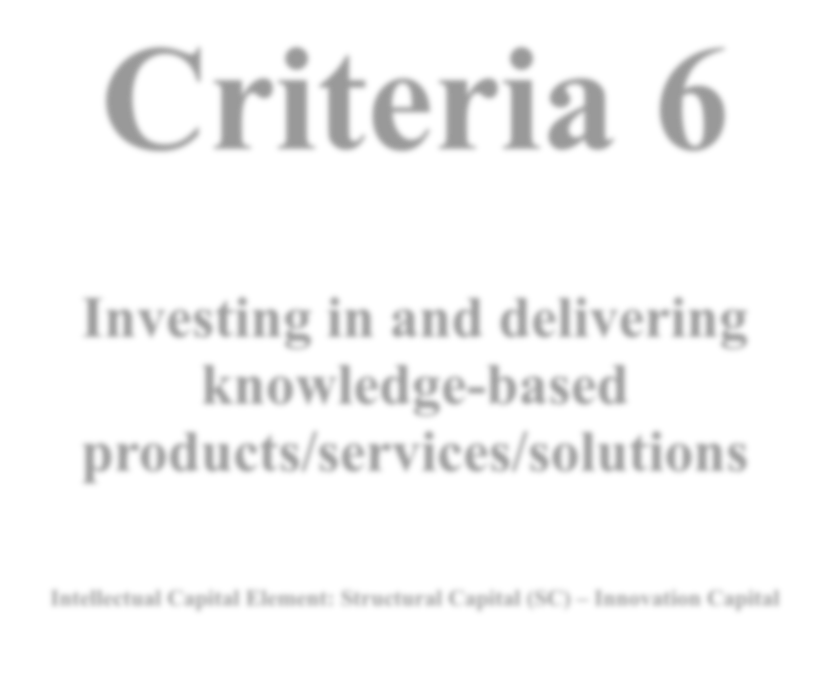 Criteria 6
Investing in and delivering
knowledge-based
products/services/solutions
Intellectual Capital Element: Structural Capital (SC) – Innovation Capital